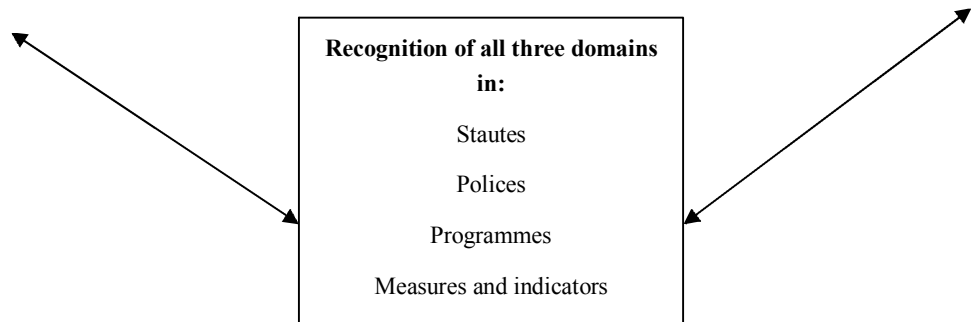 Recognition of all three domains
in:
Stautes
Polices
Programmes
Measures and indicators